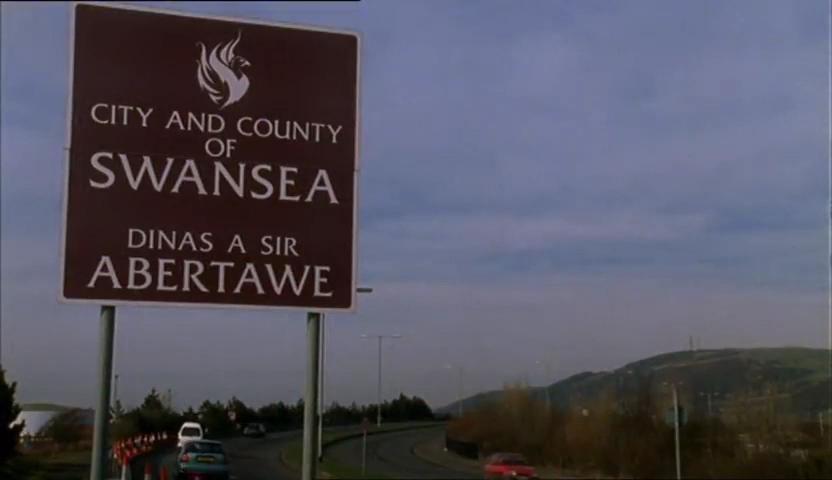 CITY AND COUNTY
OF
SWANSEA
DINAS A SIR
ABERTAWE